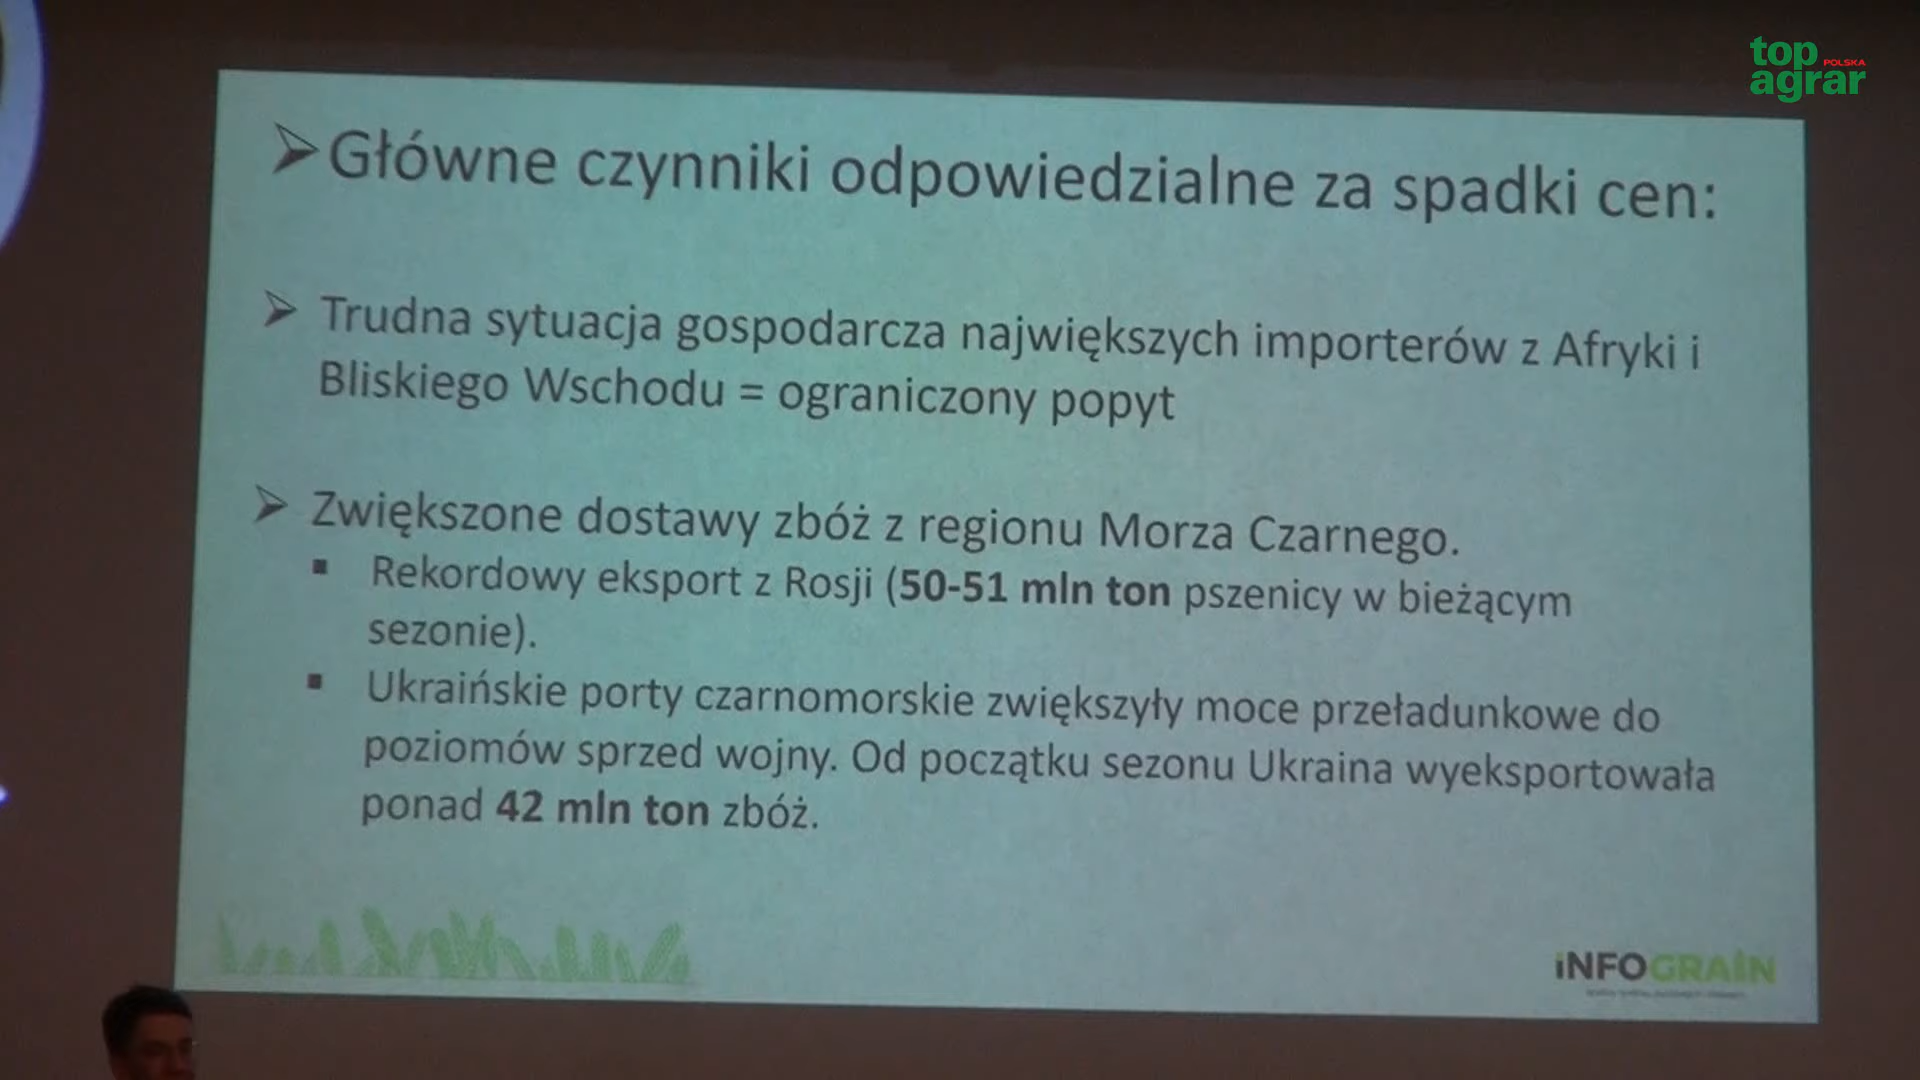 top
POLSKA
agrar
➢Główne czynniki odpowiedzialne za spadki cen:
➢ Trudna sytuacja gospodarcza największych importerów z Afryki i
Bliskiego Wschodu = ograniczony popyt
➢ Zwiększone dostawy zbóż z regionu Morza Czarnego.
▪ Rekordowy eksport z Rosji (50-51 mln ton pszenicy w bieżącym
sezonie).
▪ Ukraińskie porty czarnomorskie zwiększyły moce przeładunkowe do
poziomów sprzed wojny. Od początku sezonu Ukraina wyeksportowała
ponad 42 mln ton zbóż.
iNFOGRAiN